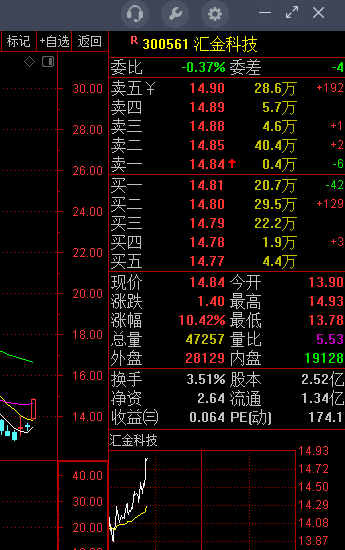 标记 +自选 返回 R 300561 汇金科技
委比 -0.37% 委差 -4
卖五￥ 14.90 28.6万 +192
卖四 14.89 5.7万
卖三 14.88 4.6万 +1
卖二 14.85 40.4万 +2
卖一 14.84 0.4万 -6
买一 14.81 20.7万 -42
买二 14.80 29.5万 +129
买三 14.79 22.2万
买四 14.78 1.9万 +3
买五 14.77 4.4万
现价 14.84 今开 13.90
涨跌 1.40 最高 14.93
涨幅 10.42% 最低 13.78
总量 47257 量比 5.53
外盘 28129 内盘 19128
换手 3.51% 股本 2.52亿
净资 2.64 流通 1.34亿
收益㈢ 0.064 PE(动) 174.1
30.00
28.00
26.00
24.00
22.00
20.00
18.00
16.00
14.00
40.00
30.00
20.00
10.00
汇金科技
14.93
14.72
14.50
14.29
14.08
13.87